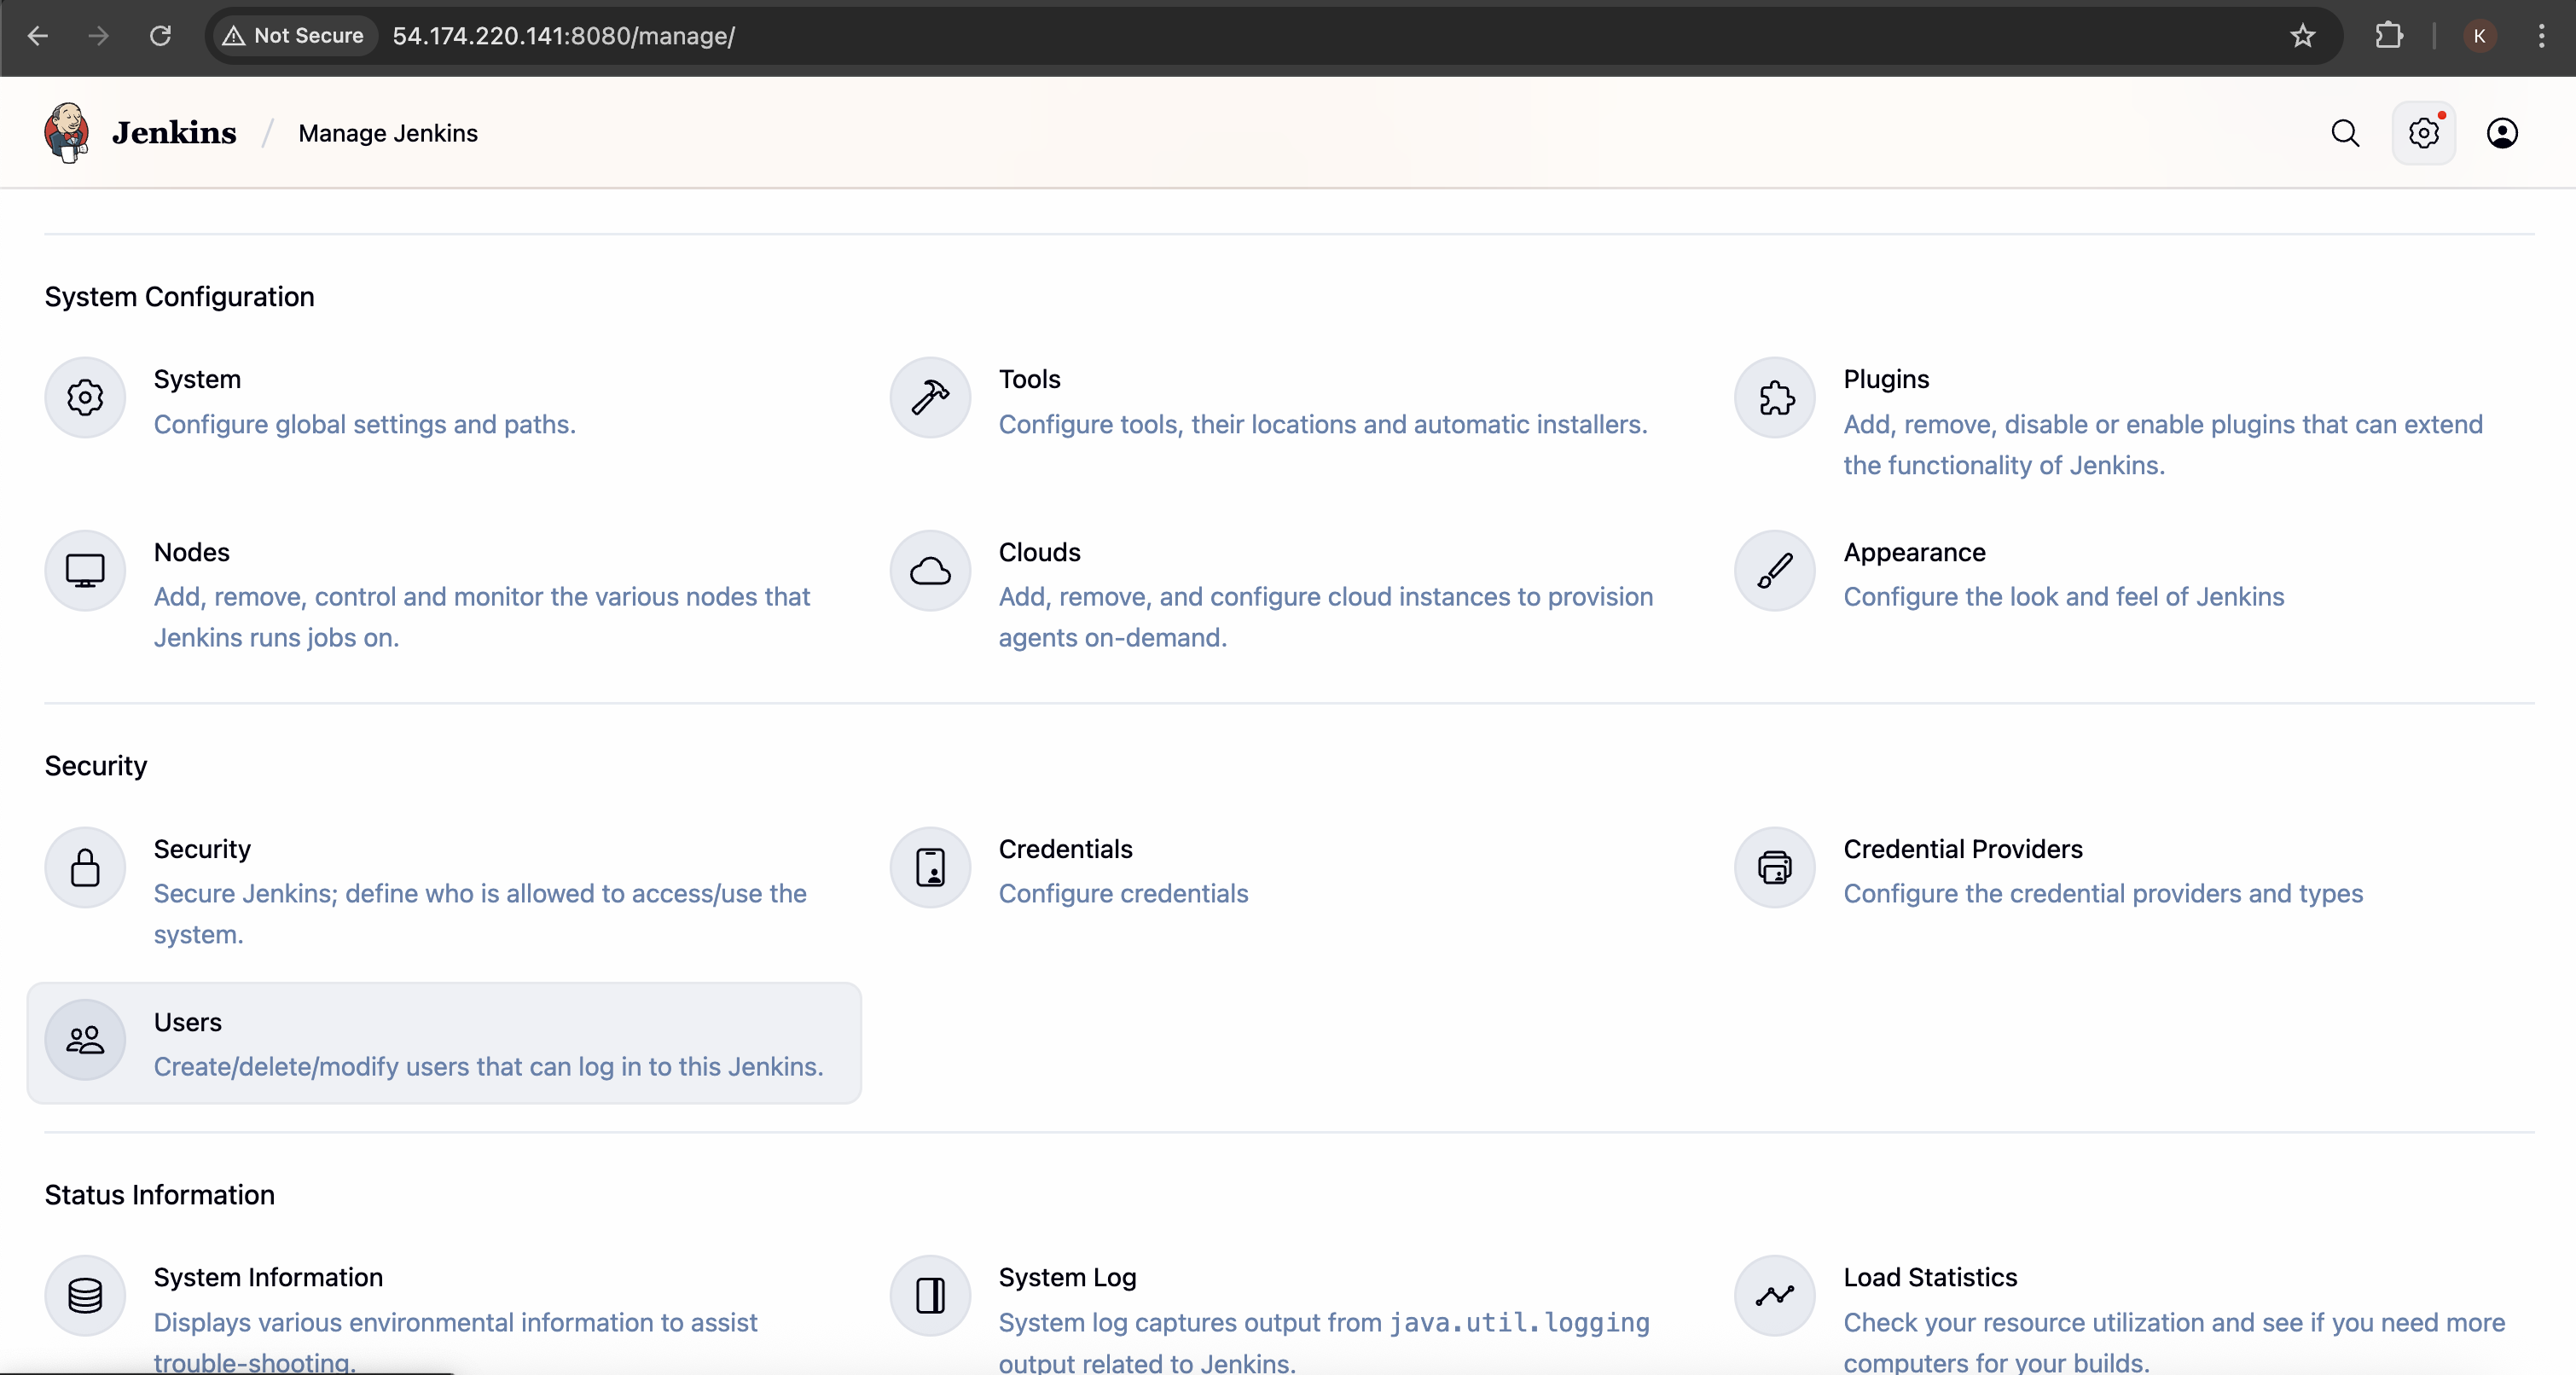 Not Secure 54.174.220.141:8080/manage/ K
Jenkins / Manage Jenkins
System Configuration
System
Configure global settings and paths.
Tools
Configure tools, their locations and automatic installers.
Plugins
Add, remove, disable or enable plugins that can extend
the functionality of Jenkins.
Nodes
Add, remove, control and monitor the various nodes that
Jenkins runs jobs on.
Clouds
Add, remove, and configure cloud instances to provision
agents on-demand.
Appearance
Configure the look and feel of Jenkins
Security
Security
Secure Jenkins; define who is allowed to access/use the
system.
Credentials
Configure credentials
Credential Providers
Configure the credential providers and types
Users
Create/delete/modify users that can log in to this Jenkins.
Status Information
System Information
Displays various environmental information to assist
trouble-shooting.
System Log
System log captures output from java.util.logging
output related to Jenkins.
Load Statistics
Check your resource utilization and see if you need more
computers for your builds.